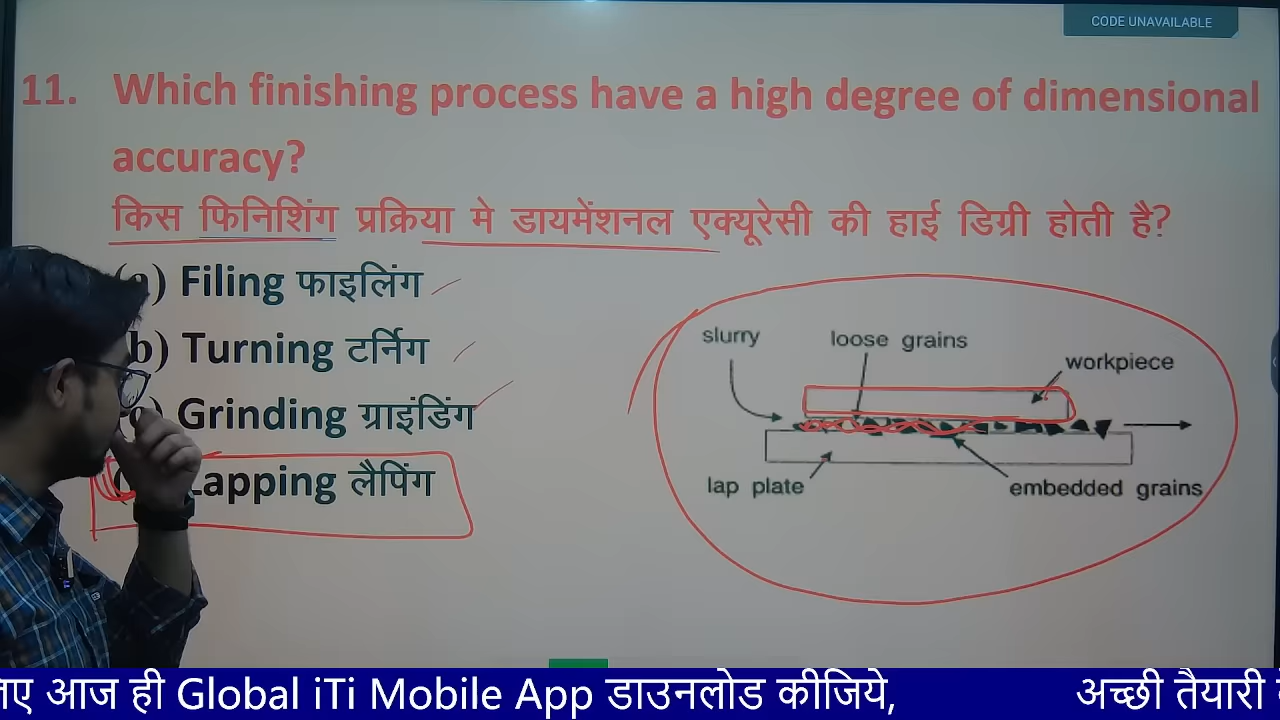 CODE UNAVAILABLE
11. Which finishing process have a high degree of dimensional
accuracy?
किस फिनिशिंग प्रक्रिया मे डायमेंशनल एक्यूरेसी की हाई डिग्री होती है?
Filing फाइलिंग
b) Turning टर्निंग
Grinding ग्राइंडिंग
Lapping लैपिंग
slurry
loose grains
workpiece
lap plate
embedded grains
आज ही Global iTi Mobile App डाउनलोड कीजिये, अच्छी तैयारी